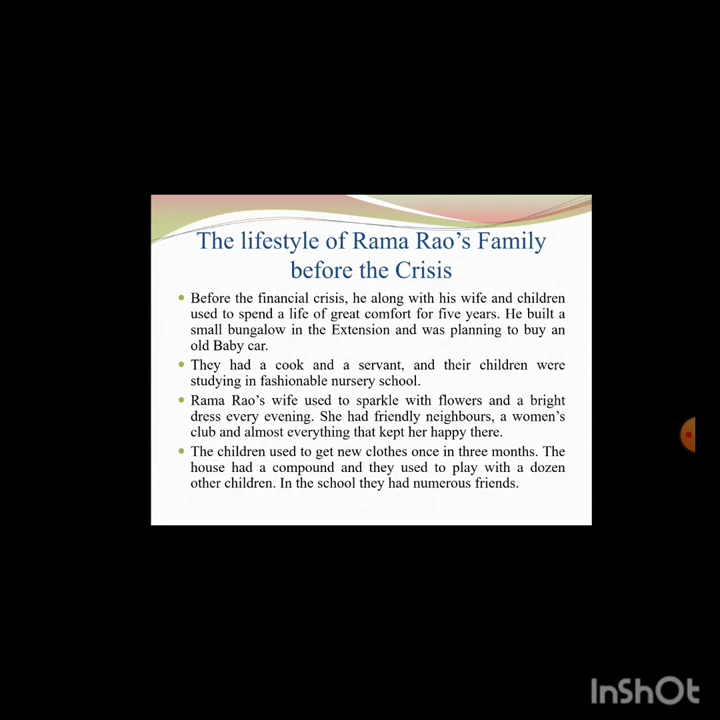 The lifestyle of Rama Rao's Family
before the Crisis
Before the financial crisis, he along with his wife and children
used to spend a life of great comfort for five years. He built a
small bungalow in the Extension and was planning to buy an
old Baby car.
They had a cook and a servant, and their children were
studying in fashionable nursery school.
Rama Rao's wife used to sparkle with flowers and a bright
dress every evening. She had friendly neighbours, a women's
club and almost everything that kept her happy there.
The children used to get new clothes once in three months. The
house had a compound and they used to play with a dozen
other children. In the school they had numerous friends.
InShOt